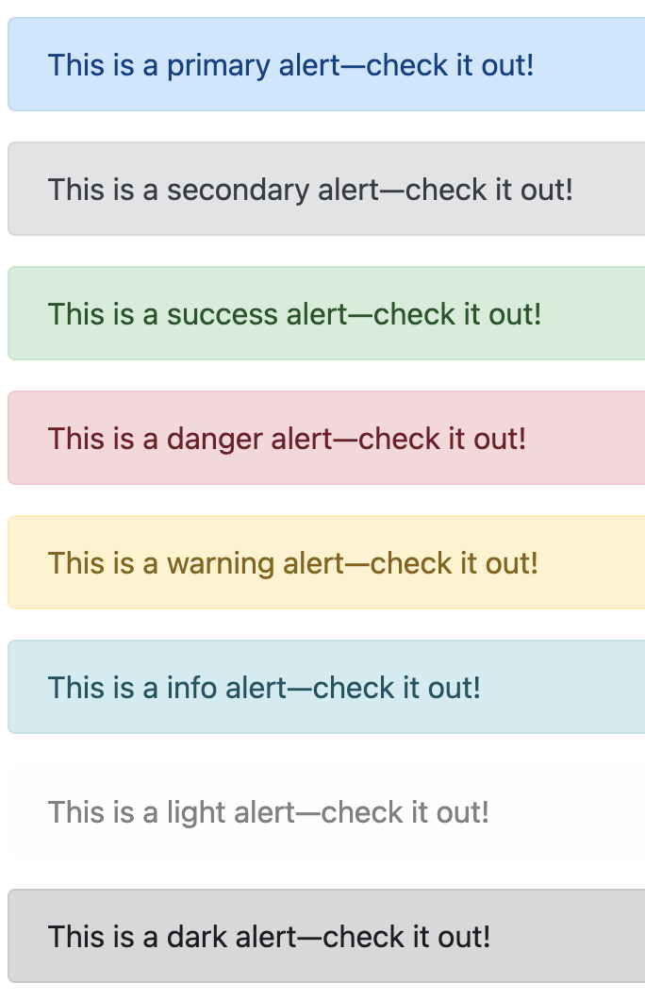 This is a primary alert—check it out!
This is a secondary alert—check it out!
This is a success alert—check it out!
This is a danger alert—check it out!
This is a warning alert—check it out!
This is a info alert—check it out!
This is a light alert—check it out!
This is a dark alert—check it out!